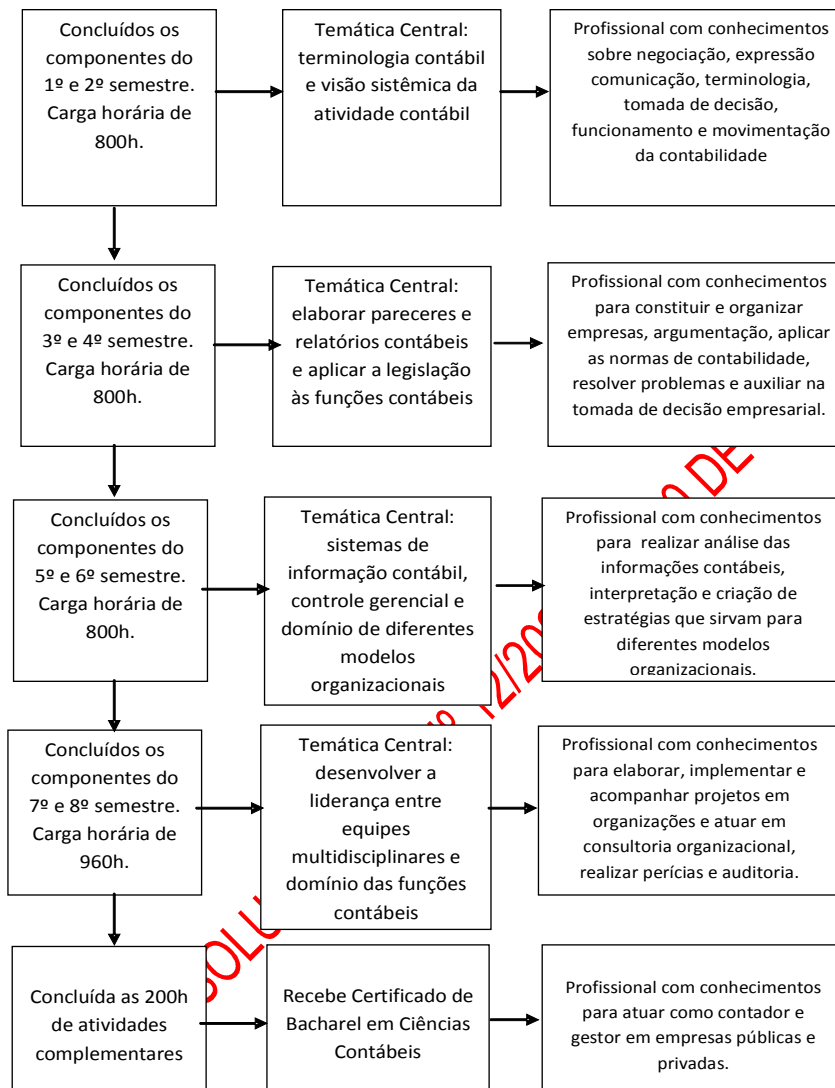 Concluídos os
componentes do
1º e 2º semestre.
Carga horária de
800h.
Temática Central:
terminologia contábil
e visão sistêmica da
atividade contábil
Profissional com conhecimentos
sobre negociação, expressão
comunicação, terminologia,
tomada de decisão,
funcionamento e movimentação
da contabilidade
Concluídos os
componentes do
3º e 4º semestre.
Carga horária de
800h.
Temática Central:
elaborar pareceres e
relatórios contábeis
e aplicar a legislação
às funções contábeis
Profissional com conhecimentos
para constituir e organizar
empresas, argumentação, aplicar
as normas de contabilidade,
resolver problemas e auxiliar na
tomada de decisão empresarial.
Concluídos os
componentes do
5º e 6º semestre.
Carga horária de
800h.
Temática Central:
sistemas de
informação contábil,
controle gerencial e
domínio de diferentes
modelos
organizacionais
Profissional com conhecimentos
para realizar análise das
informações contábeis,
interpretação e criação de
estratégias que sirvam para
diferentes modelos
organizacionais.
Concluídos os
componentes do
7º e 8º semestre.
Carga horária de
960h.
Temática Central:
desenvolver a
liderança entre
equipes
multidisciplinares e
domínio das funções
contábeis
Profissional com conhecimentos
para elaborar, implementar e
acompanhar projetos em
organizações e atuar em
consultoria organizacional,
realizar perícias e auditoria.
Concluída as 200h
de atividades
complementares
Recebe Certificado de
Bacharel em Ciências
Contábeis
Profissional com conhecimentos
para atuar como contador e
gestor em empresas públicas e
privadas.